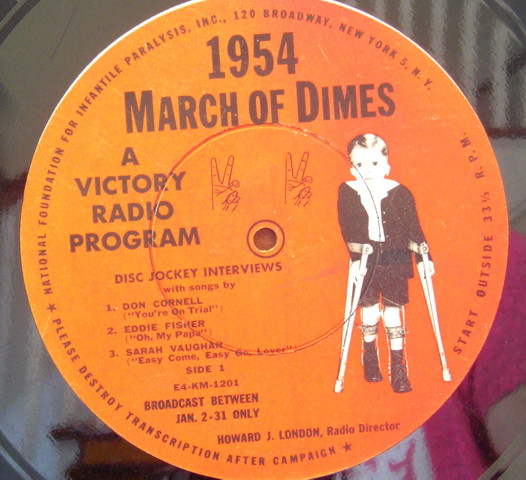 ★ NATIONAL FOUNDATION FOR INFANTILE PARALYSIS, INC., 120 BROADWAY, NEW YORK 5, N.Y.
1954
MARCH OF DIMES
A
VICTORY
RADIO
PROGRAM
DISC JOCKEY INTERVIEWS
with songs by
1. DON CORNELL
("You're On Trial")
2. EDDIE FISHER
("Oh, My Papa")
3. SARAH VAUGHAN
("Easy Come, Easy Go, Lover")
SIDE 1
E4-KM-1201
BROADCAST BETWEEN
JAN. 2-31 ONLY
HOWARD J. LONDON, Radio Director
START OUTSIDE 33⅓ R.P.M.
★ PLEASE DESTROY TRANSCRIPTION AFTER CAMPAIGN ★